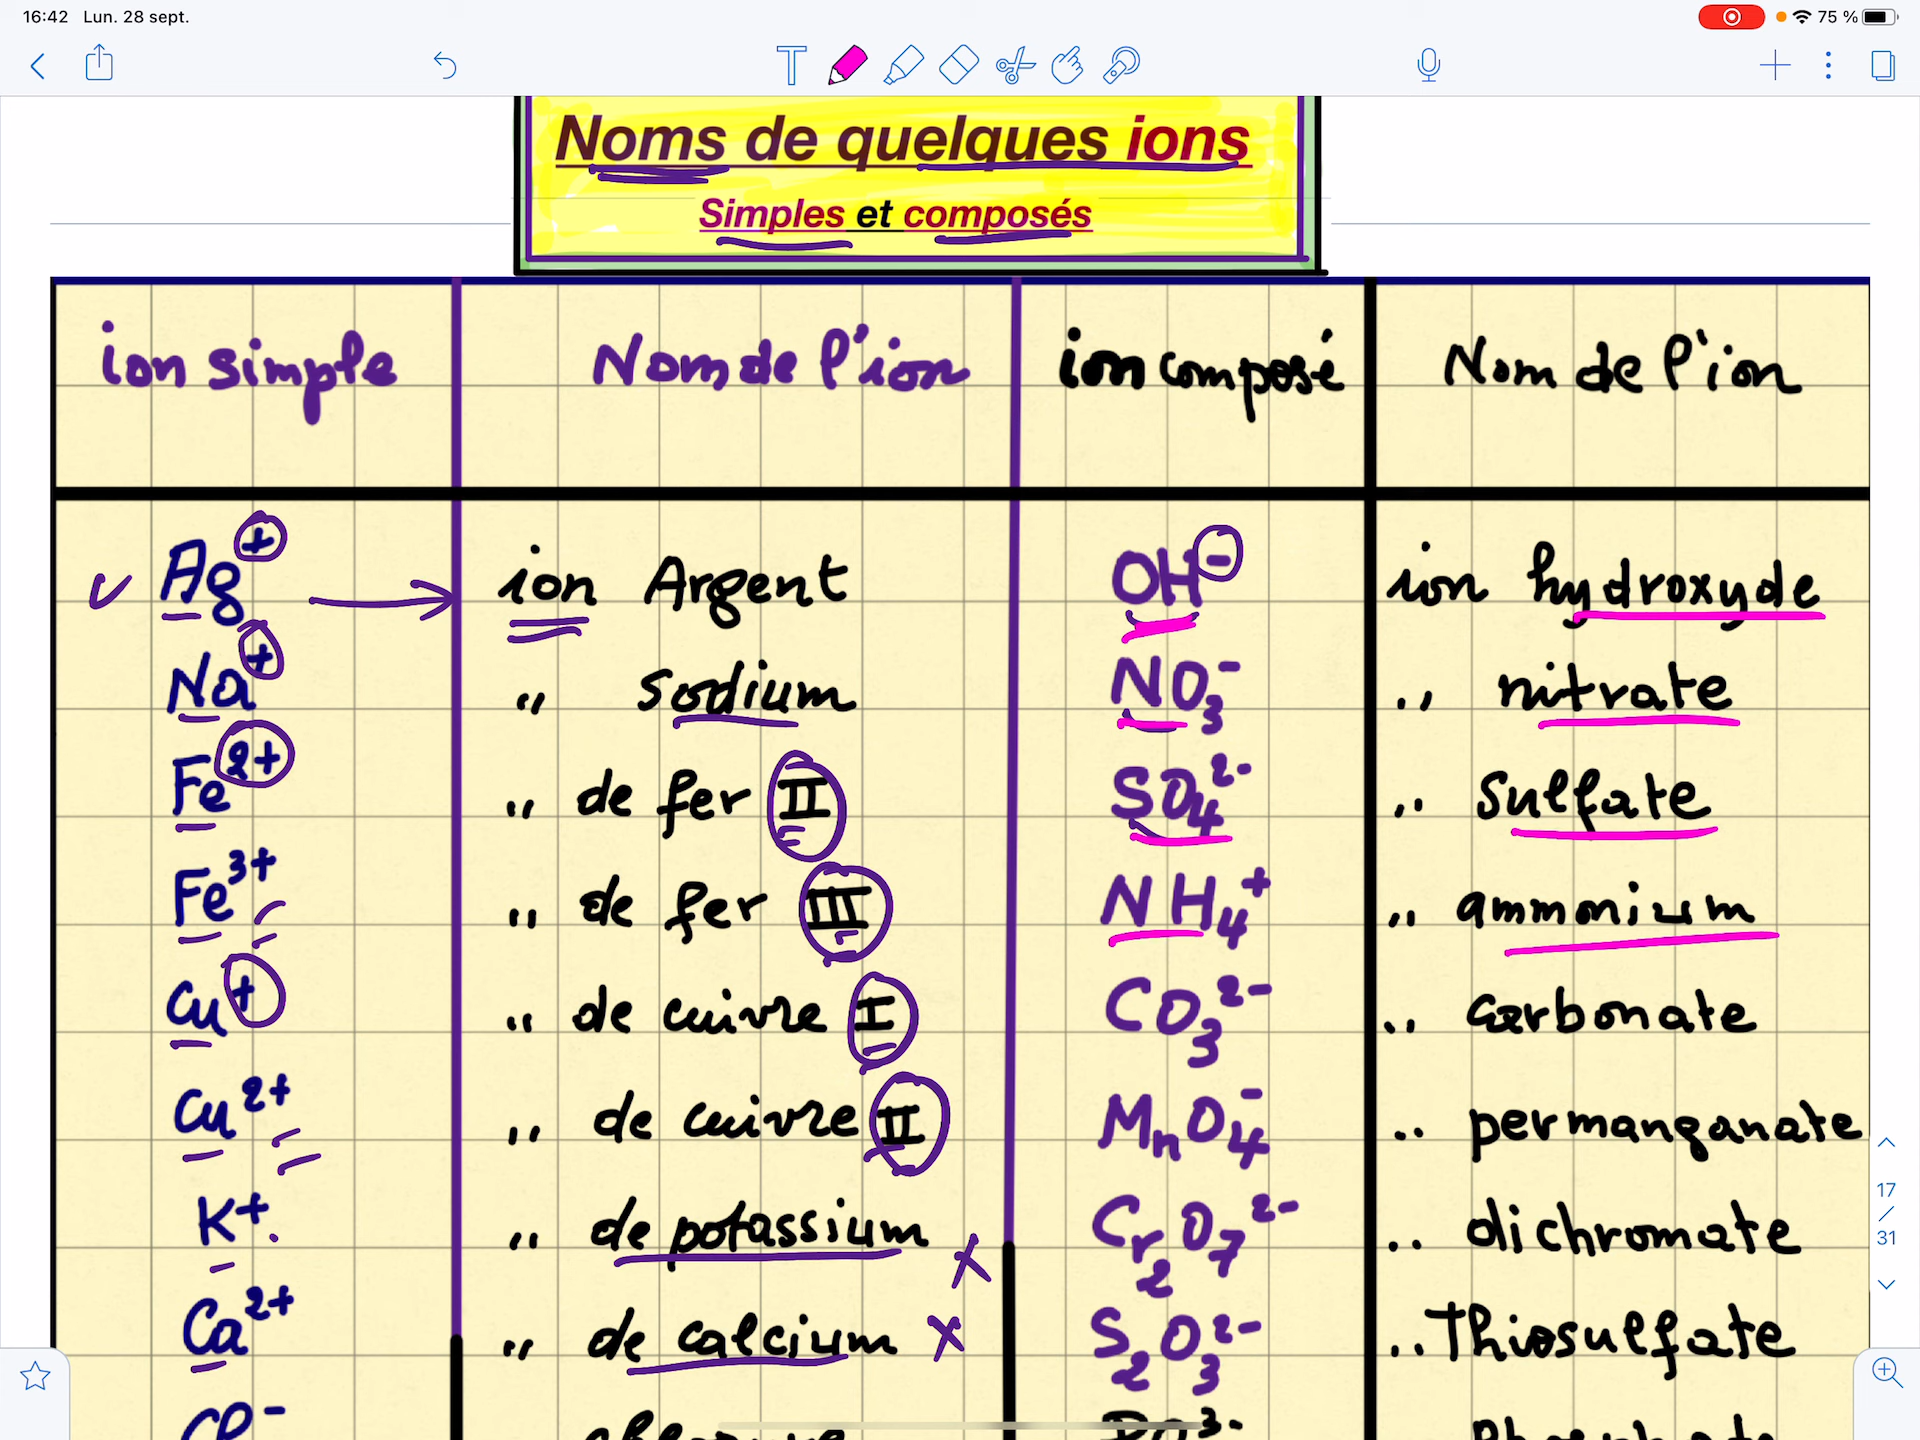 16:42 Lun. 28 sept. 75 %
Noms de quelques ions
Simples et composés
ion simple Nom de l'ion ion composé Nom de l'ion
Ag⁺ → ion Argent OH⁻ ion hydroxyde
Na⁺ " sodium NO₃⁻ " nitrate
Fe²⁺ " de fer II SO₄²⁻ " sulfate
Fe³⁺ " de fer III NH₄⁺ " ammonium
Cu⁺ " de cuivre I CO₃²⁻ " carbonate
Cu²⁺ " de cuivre II MnO₄⁻ " permanganate
K⁺ " de potassium Cr₂O₇²⁻ " dichromate
Ca²⁺ " de calcium S₂O₃²⁻ " Thiosulfate
17
/
31